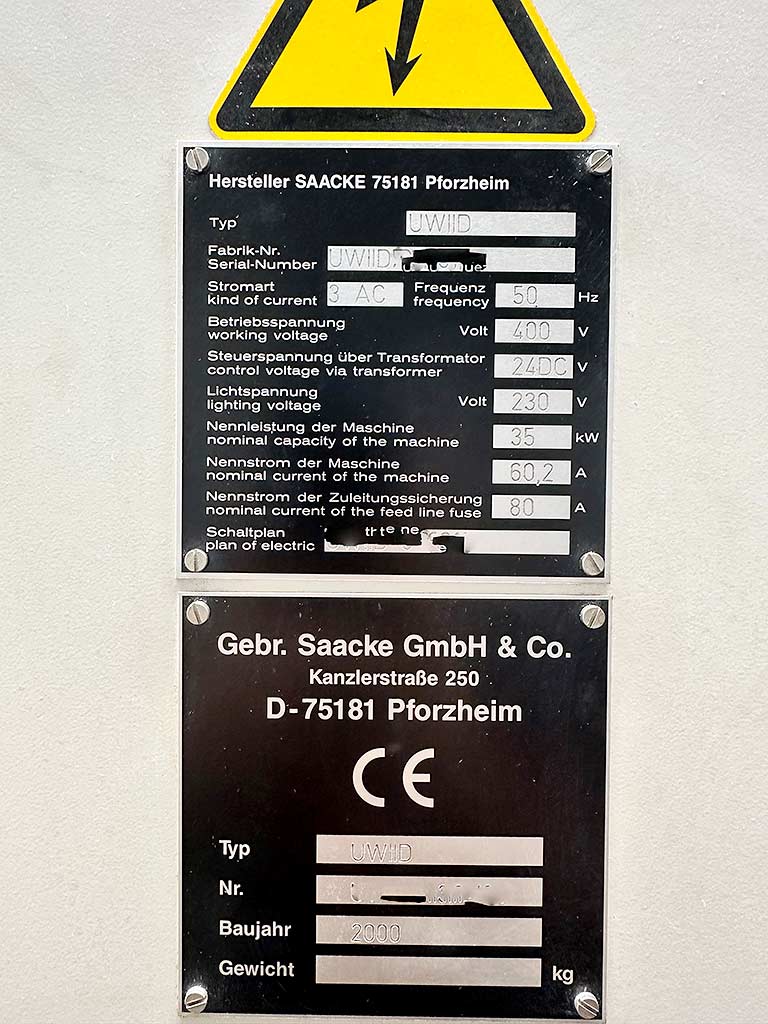 Hersteller SAACKE 75181 Pforzheim
Typ UWIID
Fabrik-Nr.
Serial-Number UWIID
Stromart
kind of current 3 AC Frequenz
frequency 50 Hz
Betriebsspannung
working voltage Volt 400 V
Steuerspannung über Transformator
control voltage via transformer 24DC V
Lichtspannung
lighting voltage Volt 230 V
Nennleistung der Maschine
nominal capacity of the machine 35 kW
Nennstrom der Maschine
nominal current of the machine 60,2 A
Nennstrom der Zuleitungssicherung
nominal current of the feed line fuse 80 A
Schaltplan
plan of electric
Gebr. Saacke GmbH & Co.
Kanzlerstraße 250
D-75181 Pforzheim
CE
Typ UWIID
Nr.
Baujahr 2000
Gewicht kg